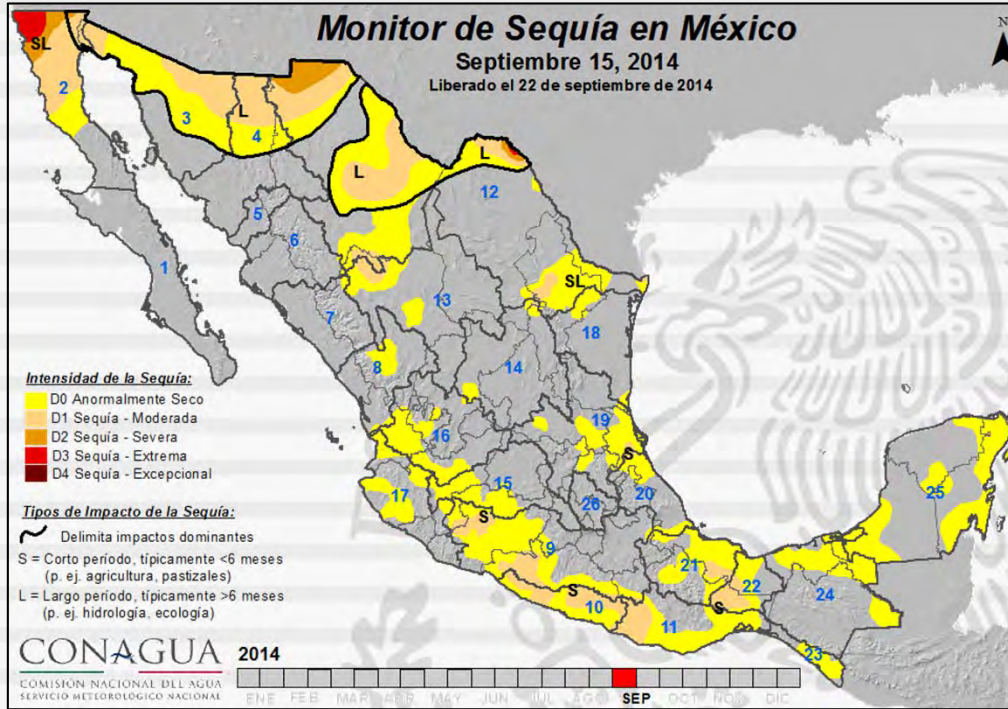 Monitor de Sequía en México
Septiembre 15, 2014
Liberado el 22 de septiembre de 2014
N
SL
2
3
L
4
L
L
12
5
6
1
13
SL
7
18
8
14
19
16
S
15
20
25
17
26
S
9
21
22
S
10
S
11
24
23
Intensidad de la Sequía:
D0 Anormalmente Seco
D1 Sequía - Moderada
D2 Sequía - Severa
D3 Sequía - Extrema
D4 Sequía - Excepcional
Tipos de Impacto de la Sequía:
Delimita impactos dominantes
S = Corto período, típicamente <6 meses
(p. ej. agricultura, pastizales)
L = Largo período, típicamente >6 meses
(p. ej. hidrología, ecología)
CONAGUA
COMISIÓN NACIONAL DEL AGUA
SERVICIO METEOROLÓGICO NACIONAL
2014
ENE FEB MAR ABR MAY JUN JUL AGO SEP OCT NOV DIC